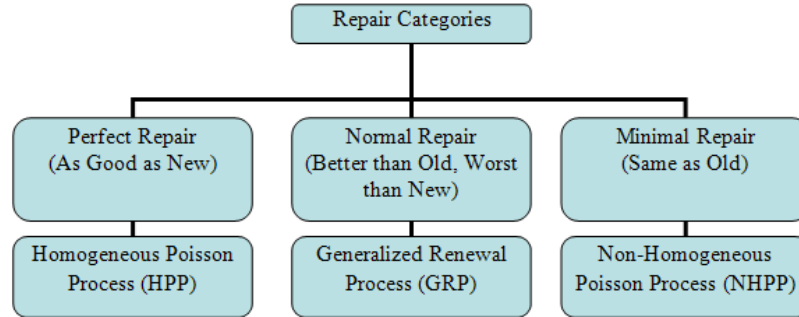 Repair Categories
Perfect Repair
(As Good as New)
Normal Repair
(Better than Old, Worst
than New)
Minimal Repair
(Same as Old)
Homogeneous Poisson
Process (HPP)
Generalized Renewal
Process (GRP)
Non-Homogeneous
Poisson Process (NHPP)